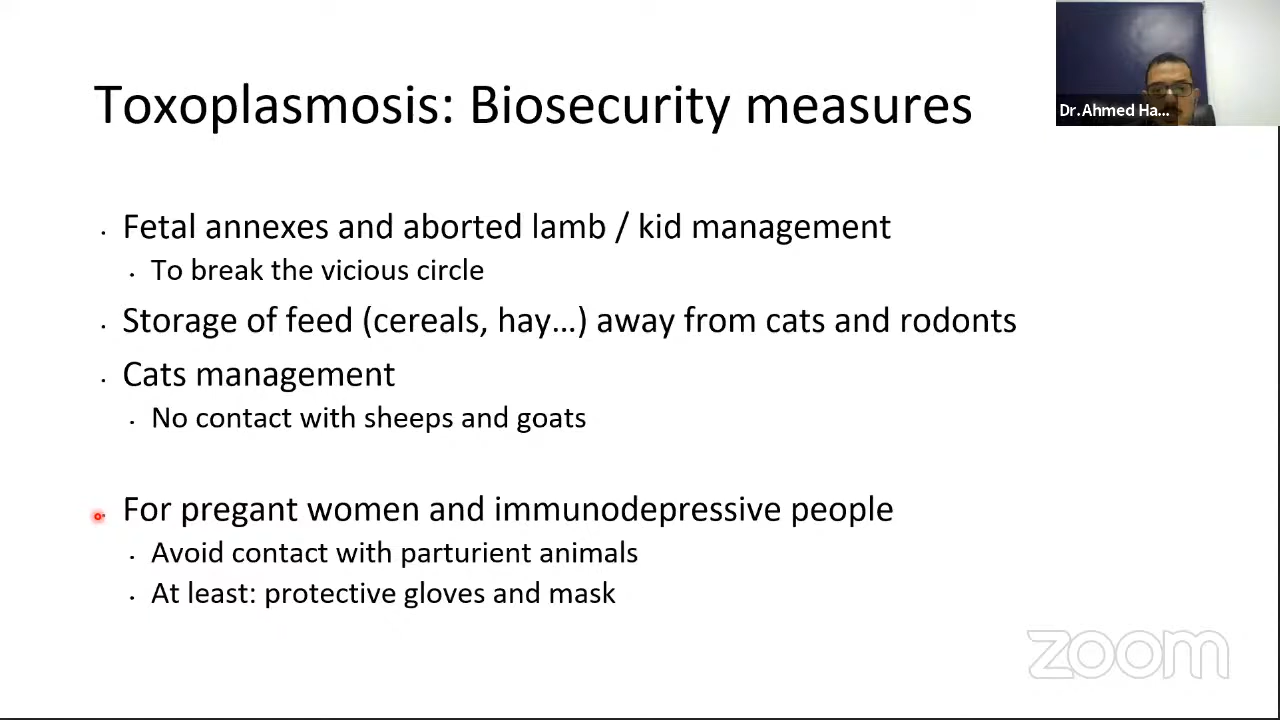 Toxoplasmosis: Biosecurity measures
Dr.Ahmed Ha...
· Fetal annexes and aborted lamb / kid management
· To break the vicious circle
· Storage of feed (cereals, hay…) away from cats and rodonts
· Cats management
· No contact with sheeps and goats
· For pregant women and immunodepressive people
· Avoid contact with parturient animals
· At least: protective gloves and mask
zoom